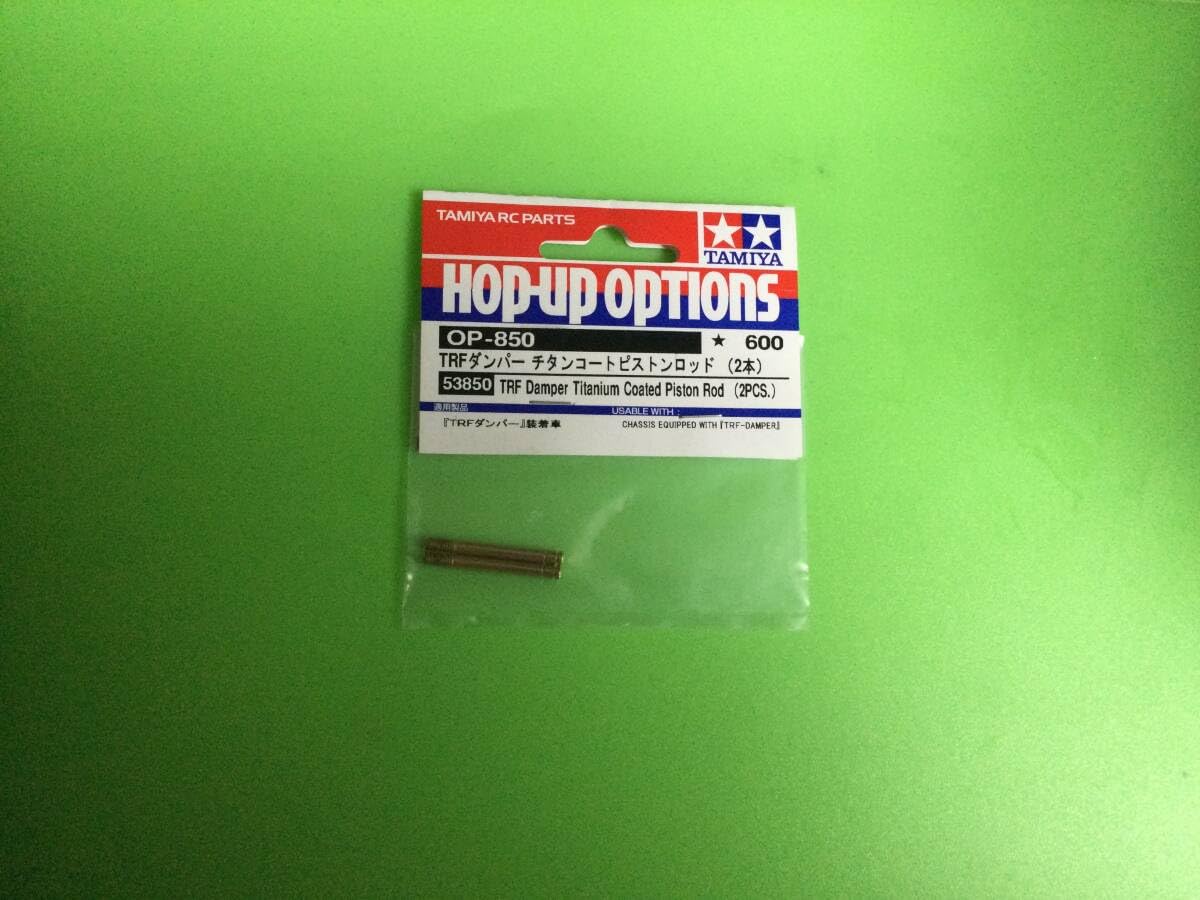 TAMIYA RC PARTS
TAMIYA
HOP-UP OPTIONS
OP-850 ★ 600
TRFダンパー チタンコートピストンロッド (2本)
53850 TRF Damper Titanium Coated Piston Rod (2PCS.)
適用製品 USABLE WITH :
『TRFダンパー』装着車 CHASSIS EQUIPPED WITH『TRF-DAMPER』